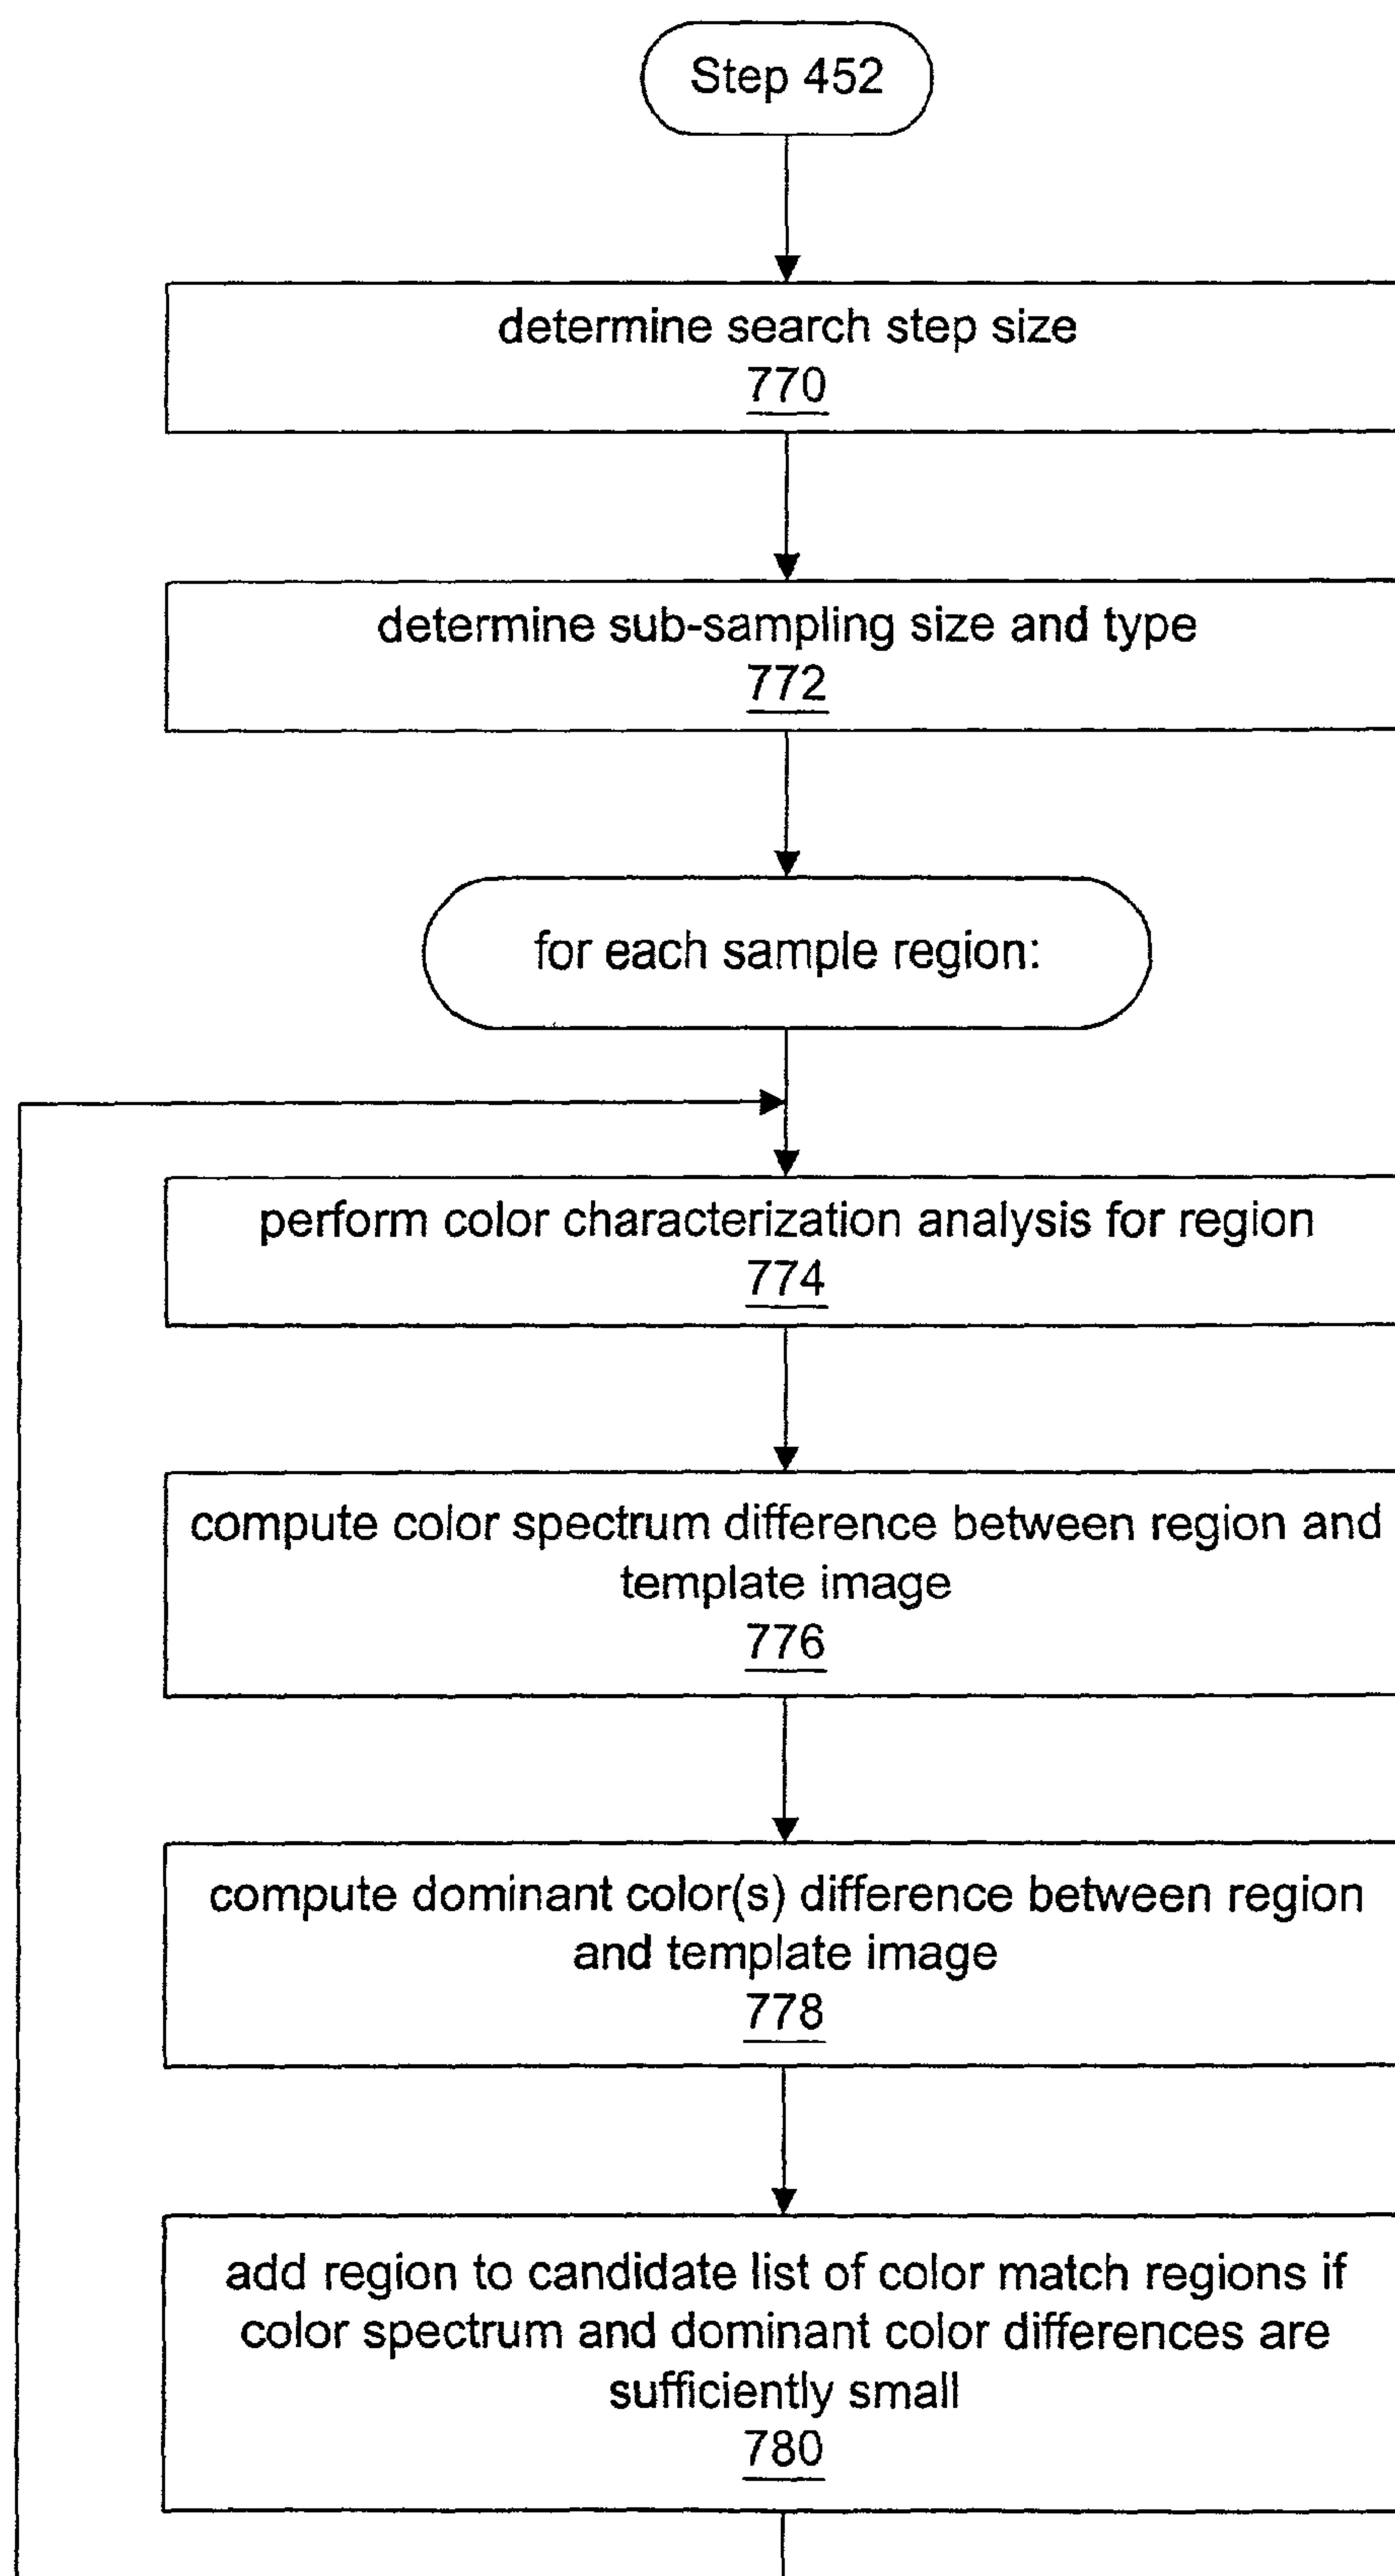 Step 452
determine search step size
770
determine sub-sampling size and type
772
for each sample region:
perform color characterization analysis for region
774
compute color spectrum difference between region and
template image
776
compute dominant color(s) difference between region
and template image
778
add region to candidate list of color match regions if
color spectrum and dominant color differences are
sufficiently small
780